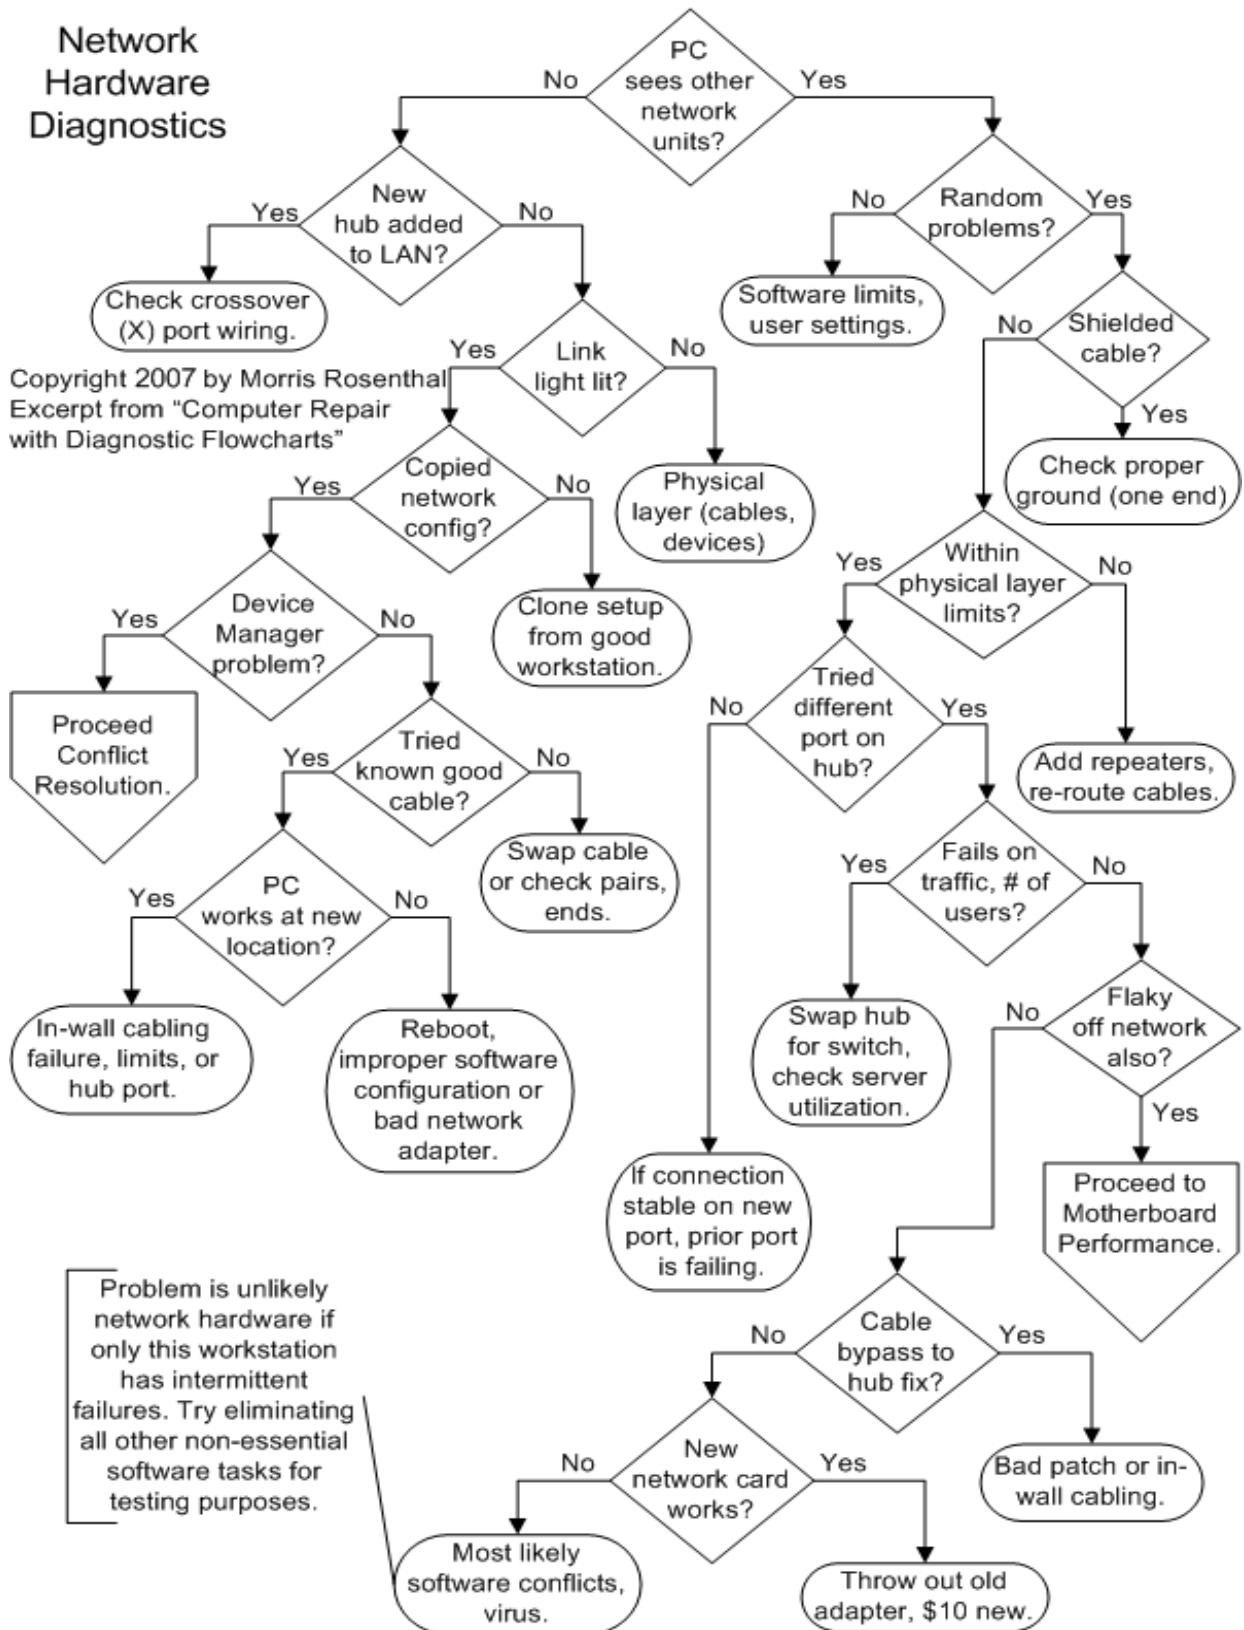 Network
Hardware
Diagnostics
PC
sees other
network
units?
No
Yes
New
hub added
to LAN?
Yes
No
Random
problems?
No
Yes
Check crossover
(X) port wiring.
Software limits,
user settings.
Shielded
cable?
No
Yes
Link
light lit?
Yes
No
Copyright 2007 by Morris Rosenthal
Excerpt from “Computer Repair
with Diagnostic Flowcharts”
Check proper
ground (one end)
Copied
network
config?
Yes
No
Physical
layer (cables,
devices)
Within
physical layer
limits?
Yes
No
Device
Manager
problem?
Yes
No
Clone setup
from good
workstation.
Tried
different
port on
hub?
No
Yes
Proceed
Conflict
Resolution.
Tried
known good
cable?
Yes
No
Add repeaters,
re-route cables.
Swap cable
or check pairs,
ends.
Fails on
traffic, # of
users?
Yes
No
PC
works at new
location?
Yes
No
In-wall cabling
failure, limits, or
hub port.
Reboot,
improper software
configuration or
bad network
adapter.
Swap hub
for switch,
check server
utilization.
Flaky
off network
also?
No
Yes
If connection
stable on new
port, prior port
is failing.
Proceed to
Motherboard
Performance.
Cable
bypass to
hub fix?
No
Yes
Problem is unlikely
network hardware if
only this workstation
has intermittent
failures. Try eliminating
all other non-essential
software tasks for
testing purposes.
New
network card
works?
No
Yes
Bad patch or in-
wall cabling.
Most likely
software conflicts,
virus.
Throw out old
adapter, $10 new.